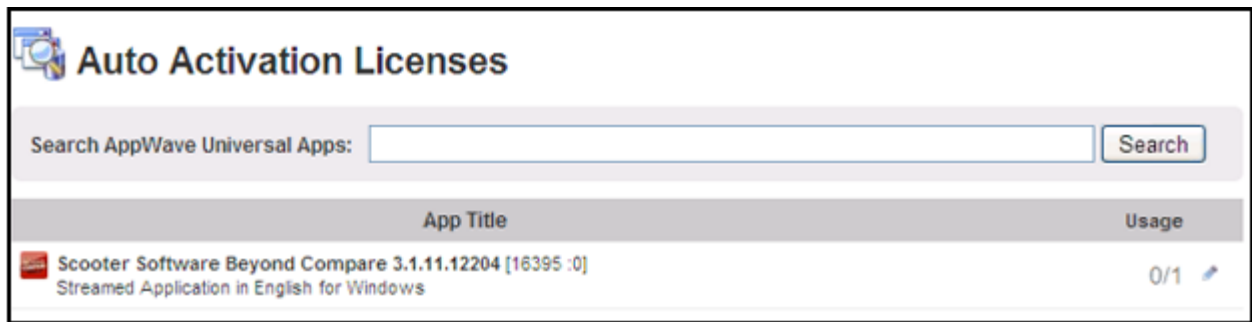 Auto Activation Licenses
Search AppWave Universal Apps: Search
App Title Usage
Scooter Software Beyond Compare 3.1.11.12204 [16395 :0]
Streamed Application in English for Windows
0/1